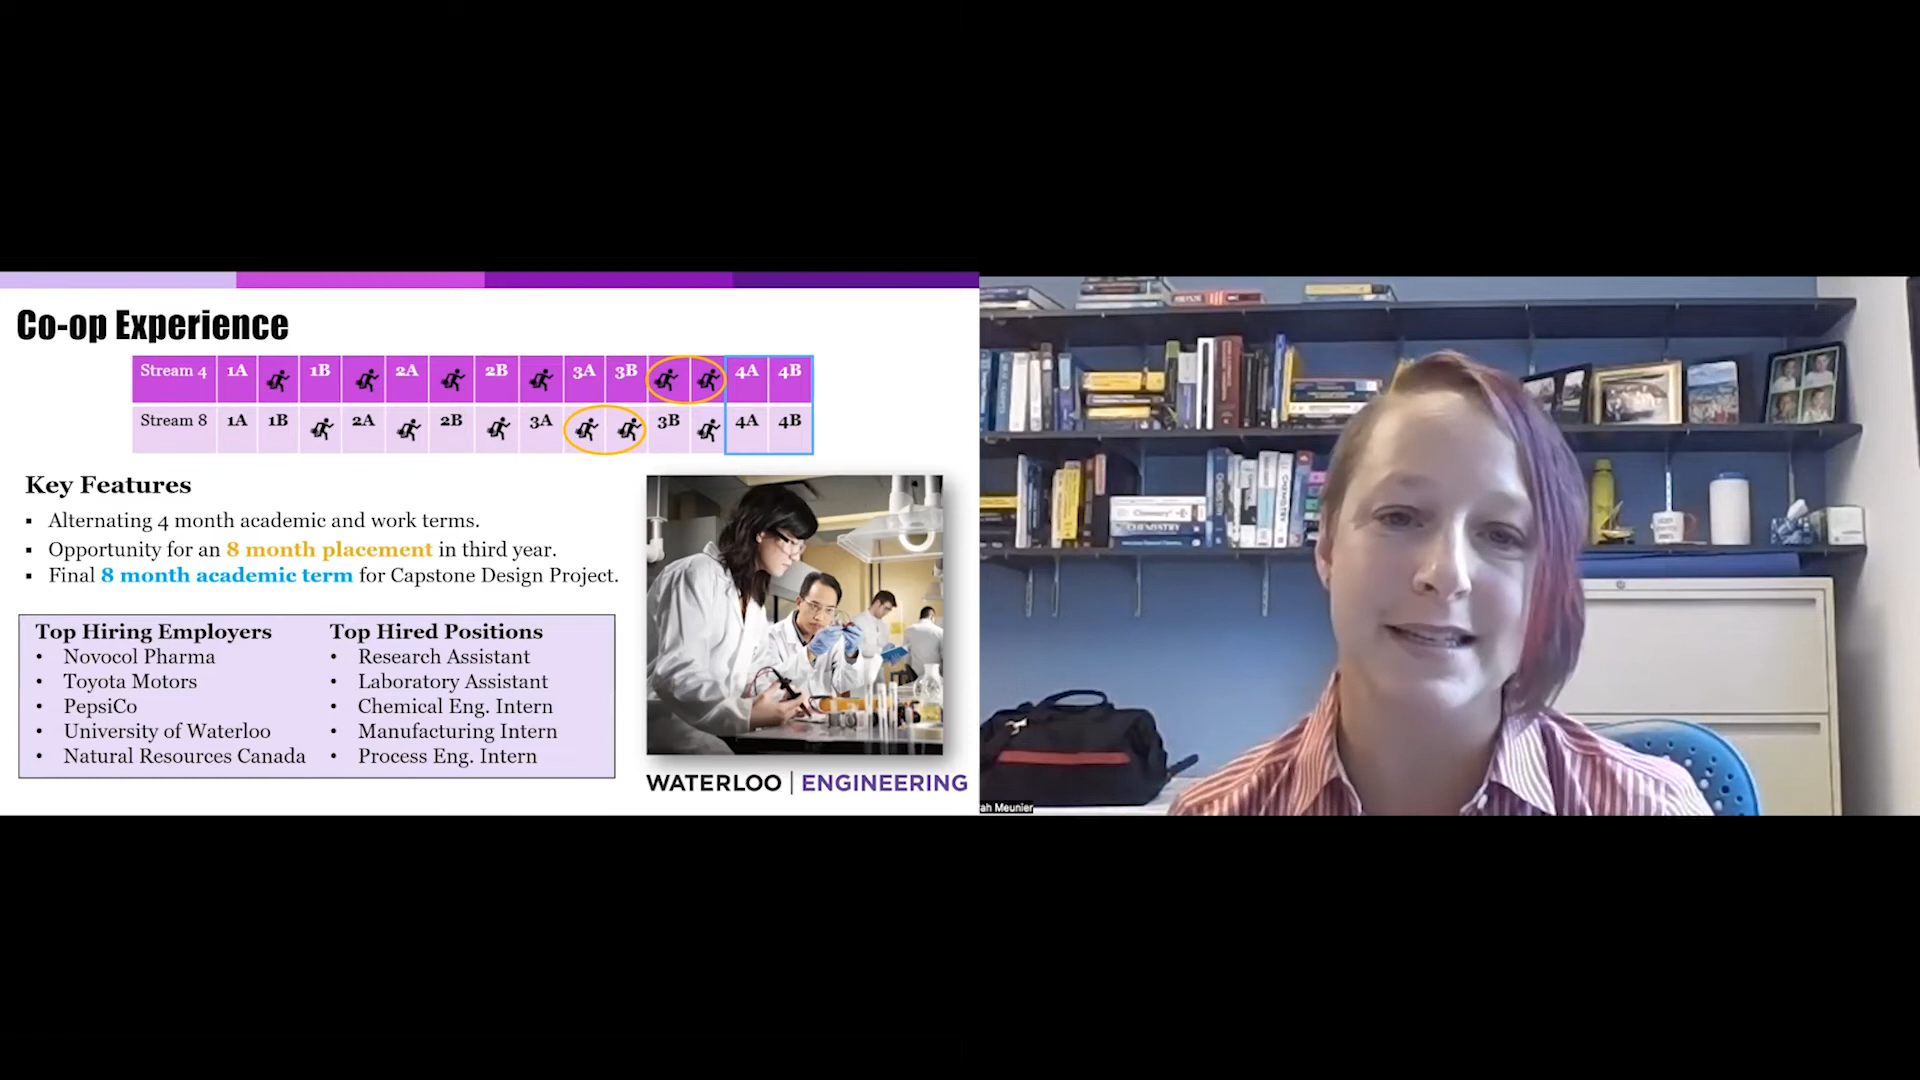 Co-op Experience
Stream 4 1A 1B 2A 2B 3A 3B 4A 4B
Stream 8 1A 1B 2A 2B 3A 3B 4A 4B
Key Features
▪ Alternating 4 month academic and work terms.
▪ Opportunity for an 8 month placement in third year.
▪ Final 8 month academic term for Capstone Design Project.
Top Hiring Employers
• Novocol Pharma
• Toyota Motors
• PepsiCo
• University of Waterloo
• Natural Resources Canada
Top Hired Positions
• Research Assistant
• Laboratory Assistant
• Chemical Eng. Intern
• Manufacturing Intern
• Process Eng. Intern
WATERLOO | ENGINEERING
rah Meunier
CHEMISTRY